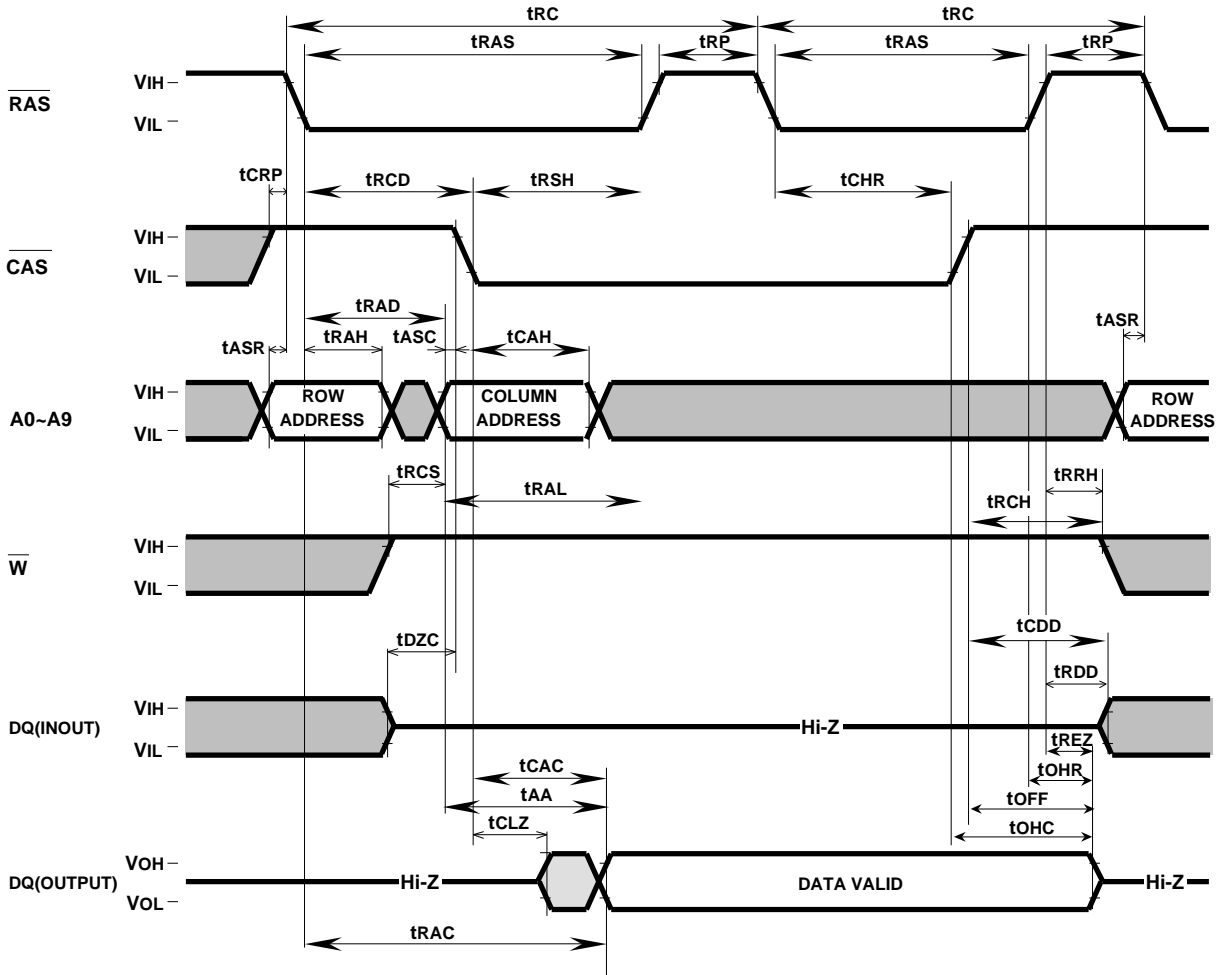 tRC tRC
tRAS tRP tRAS tRP
RAS VIH
VIL
tCRP tRCD tRSH tCHR
CAS VIH
VIL
tRAD
tASR tRAH tASC tCAH tASR
A0~A9 VIH ROW ADDRESS COLUMN ADDRESS ROW ADDRESS
VIL
tRCS tRAL tRRH
tRCH
W VIH
VIL
tDZC tCDD
tRDD
DQ(INOUT) VIH Hi-Z
VIL
tREZ
tCAC tOHR
tAA tOFF
tCLZ tOHC
DQ(OUTPUT) VOH Hi-Z DATA VALID Hi-Z
VOL
tRAC